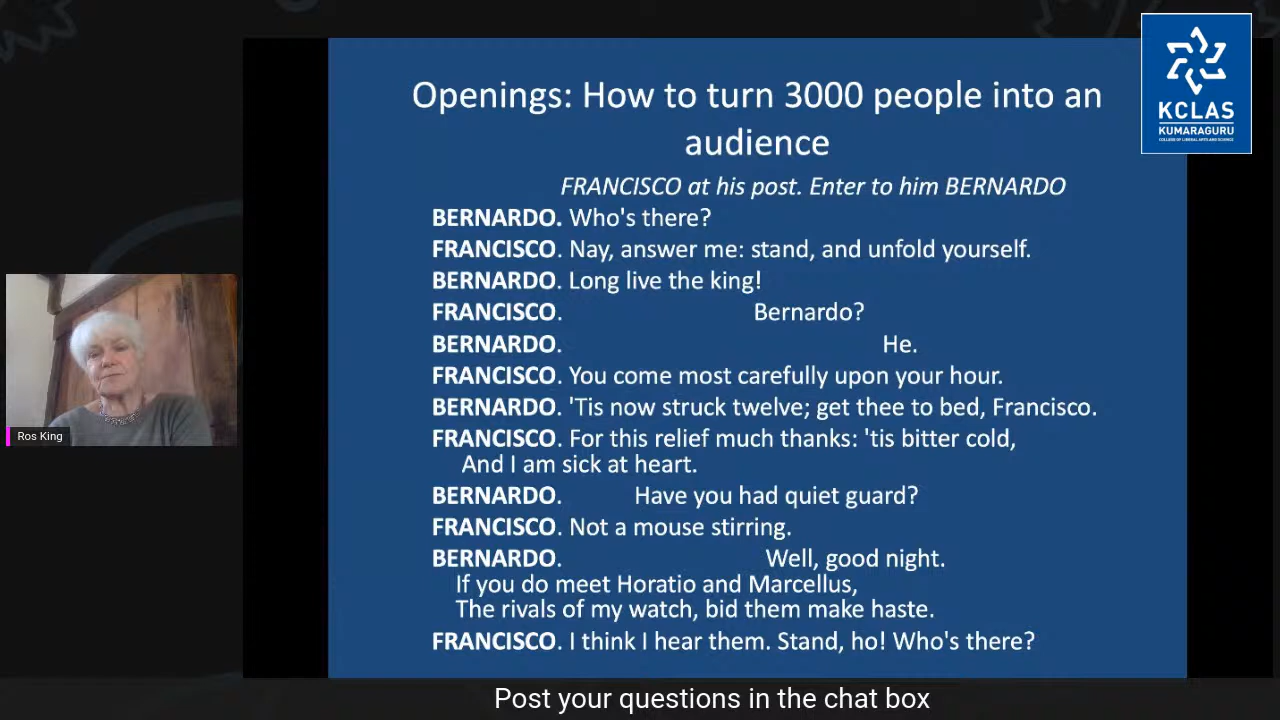 Openings: How to turn 3000 people into an
audience
FRANCISCO at his post. Enter to him BERNARDO
BERNARDO. Who's there?
FRANCISCO. Nay, answer me: stand, and unfold yourself.
BERNARDO. Long live the king!
FRANCISCO. Bernardo?
BERNARDO. He.
FRANCISCO. You come most carefully upon your hour.
BERNARDO. 'Tis now struck twelve; get thee to bed, Francisco.
FRANCISCO. For this relief much thanks: 'tis bitter cold,
And I am sick at heart.
BERNARDO. Have you had quiet guard?
FRANCISCO. Not a mouse stirring.
BERNARDO. Well, good night.
If you do meet Horatio and Marcellus,
The rivals of my watch, bid them make haste.
FRANCISCO. I think I hear them. Stand, ho! Who's there?
KCLAS
KUMARAGURU
COLLEGE OF LIBERAL ARTS AND SCIENCE
Ros King
Post your questions in the chat box